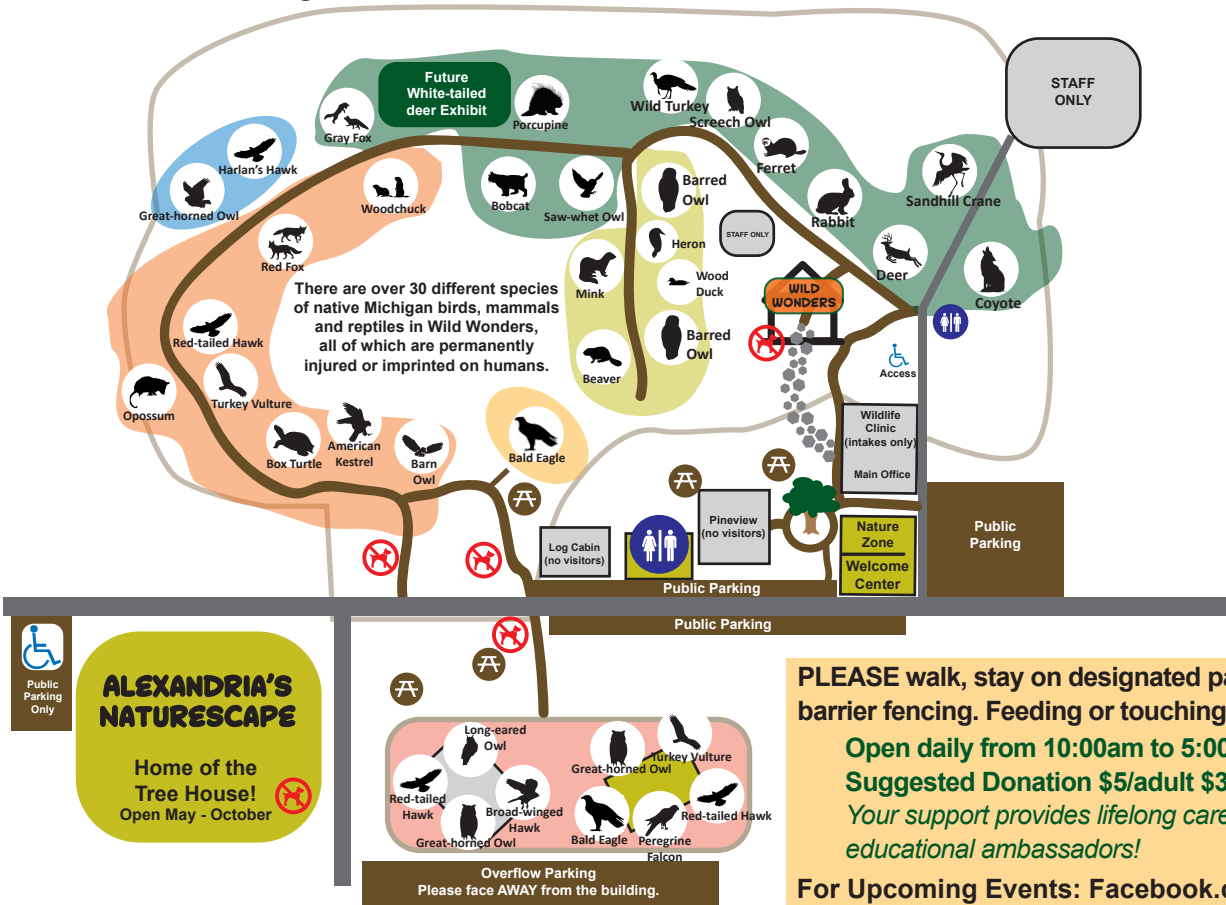 STAFF
ONLY
Future
White-tailed
deer Exhibit
Gray Fox
Porcupine
Wild Turkey
Screech Owl
Ferret
Rabbit
Sandhill Crane
Deer
Coyote
Harlan's Hawk
Great-horned Owl
Woodchuck
Red Fox
Bobcat
Saw-whet Owl
Barred
Owl
Heron
Wood
Duck
Barred
Owl
Mink
Beaver
STAFF ONLY
WILD
WONDERS
There are over 30 different species
of native Michigan birds, mammals
and reptiles in Wild Wonders,
all of which are permanently
injured or imprinted on humans.
Red-tailed Hawk
Opossum
Turkey Vulture
Box Turtle
American
Kestrel
Barn
Owl
Bald Eagle
Access
Wildlife
Clinic
(intakes only)
Main Office
Log Cabin
(no visitors)
Pineview
(no visitors)
Nature
Zone
Welcome
Center
Public
Parking
Public Parking
Public Parking
Public
Parking
Only
ALEXANDRIA'S
NATURESCAPE
Home of the
Tree House!
Open May - October
Long-eared
Owl
Red-tailed
Hawk
Broad-winged
Hawk
Great-horned Owl
Great-horned Owl
Turkey Vulture
Bald Eagle
Peregrine
Falcon
Red-tailed Hawk
Overflow Parking
Please face AWAY from the building.
PLEASE walk, stay on designated
barrier fencing. Feeding or touching
Open daily from 10:00am to
Suggested Donation $5/adult
Your support provides lifelong care
educational ambassadors!
For Upcoming Events: